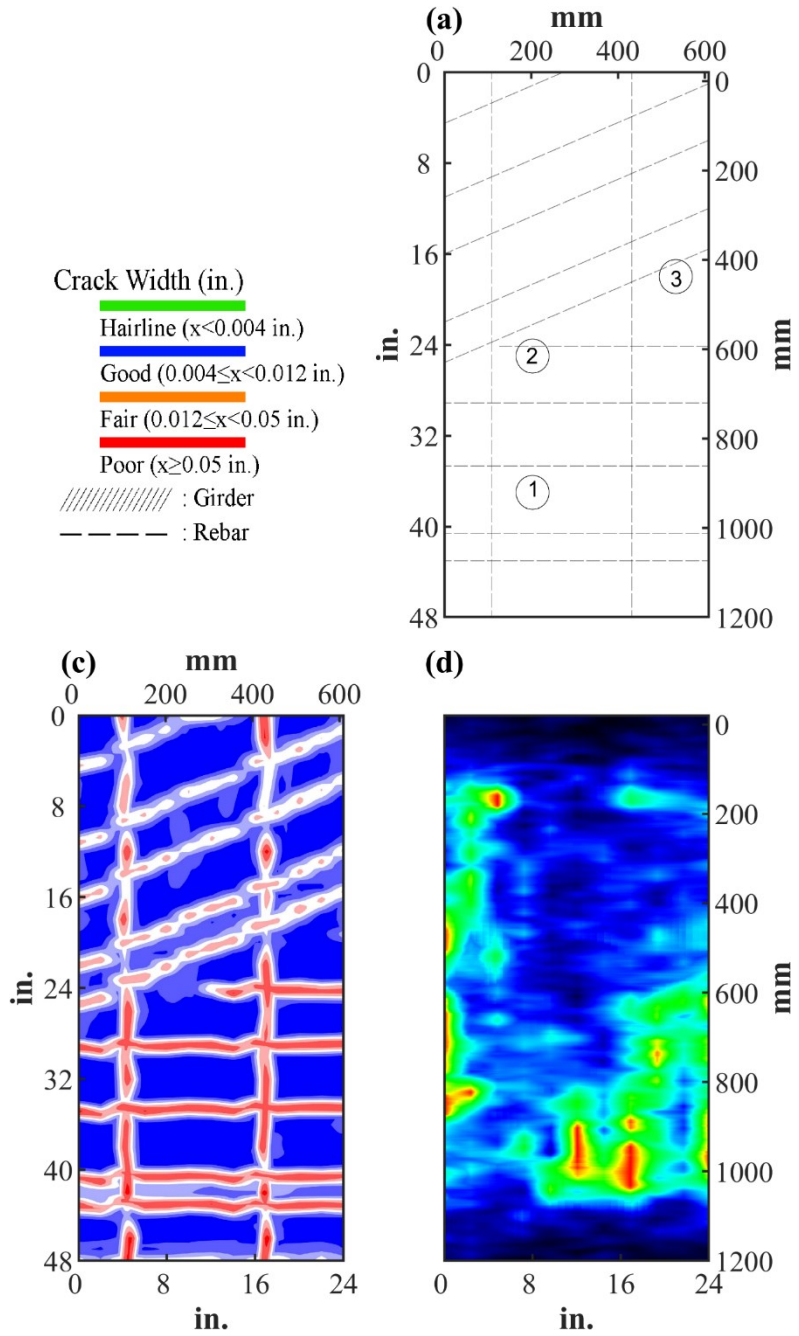 mm
0 200 400 600
0
8
16
24
32
40
48
in.
0
200
400
600
800
1000
1200
mm
3
2
1
Crack Width (in.)
Hairline (x<0.004 in.)
Good (0.004≤x<0.012 in.)
Fair (0.012≤x<0.05 in.)
Poor (x≥0.05 in.)
: Girder
: Rebar
(c) mm
0 200 400 600
0
8
16
24
32
40
48
in.
0 8 16 24
in.
(d)
0
200
400
600
800
1000
1200
mm
0 8 16 24
in.